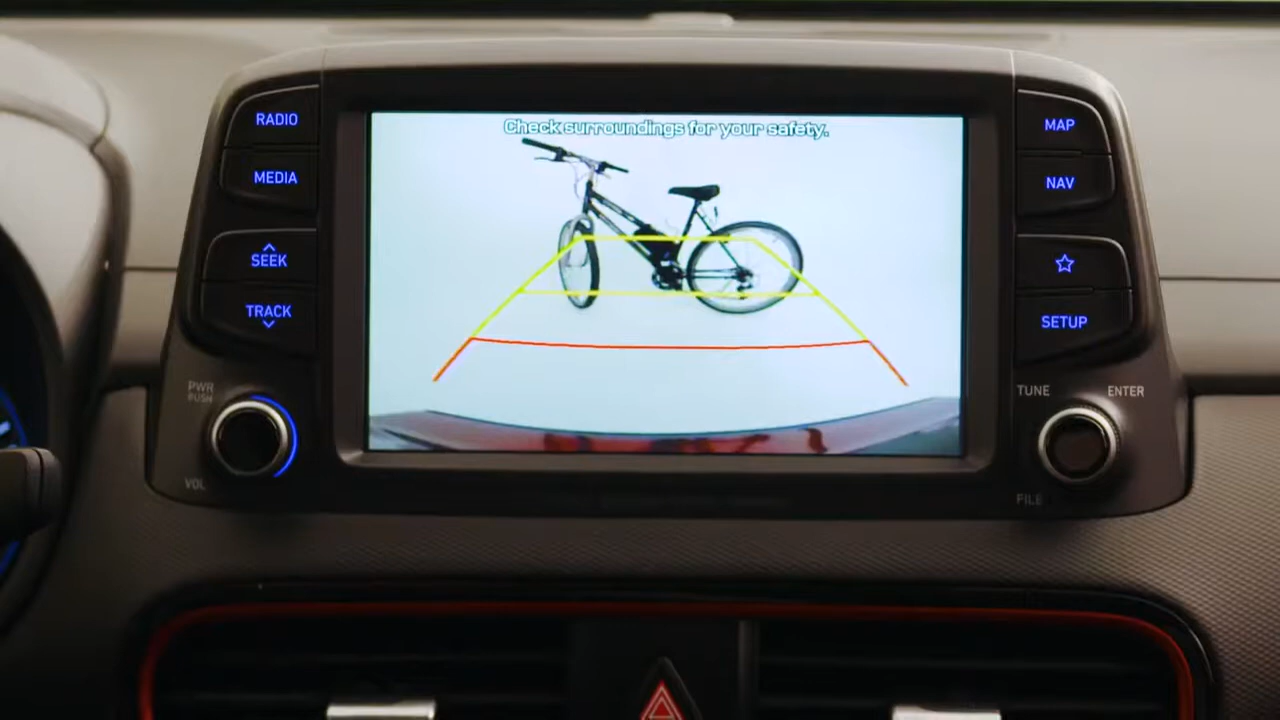 Check surroundings for your safety.
RADIO
MEDIA
SEEK
TRACK
PWR
PUSH
VOL
MAP
NAV
SETUP
TUNE
ENTER
FILE